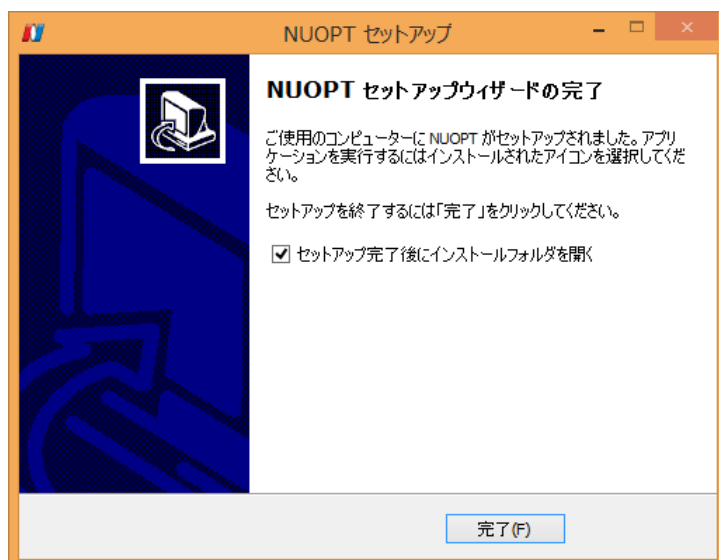 NUOPT セットアップ
NUOPT セットアップウィザードの完了
ご使用のコンピューターに NUOPT がセットアップされました。アプリ
ケーションを実行するにはインストールされたアイコンを選択してくだ
さい。
セットアップを終了するには「完了」をクリックしてください。
セットアップ完了後にインストールフォルダを開く
完了(F)